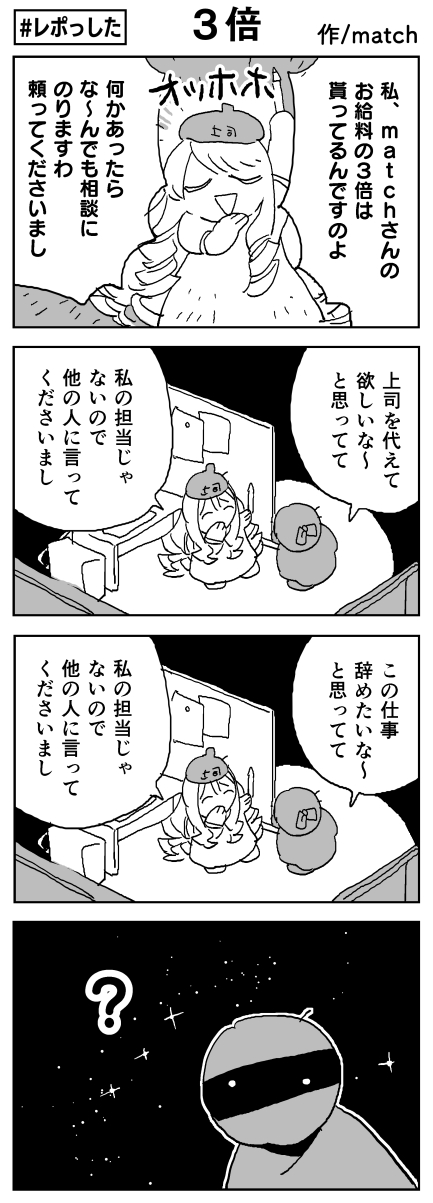 #レポっした
3倍
作/match
私、matchさんの
お給料の3倍は
貰ってるんですのよ
オッホホ
上司
何かあったら
な〜んでも相談に
のりますわ
頼ってくださいまし
上司を代えて
欲しいな〜
と思ってて
私の担当じゃ
ないので
他の人に言って
くださいまし
上司
この仕事
辞めたいな〜
と思ってて
私の担当じゃ
ないので
他の人に言って
くださいまし
上司
?